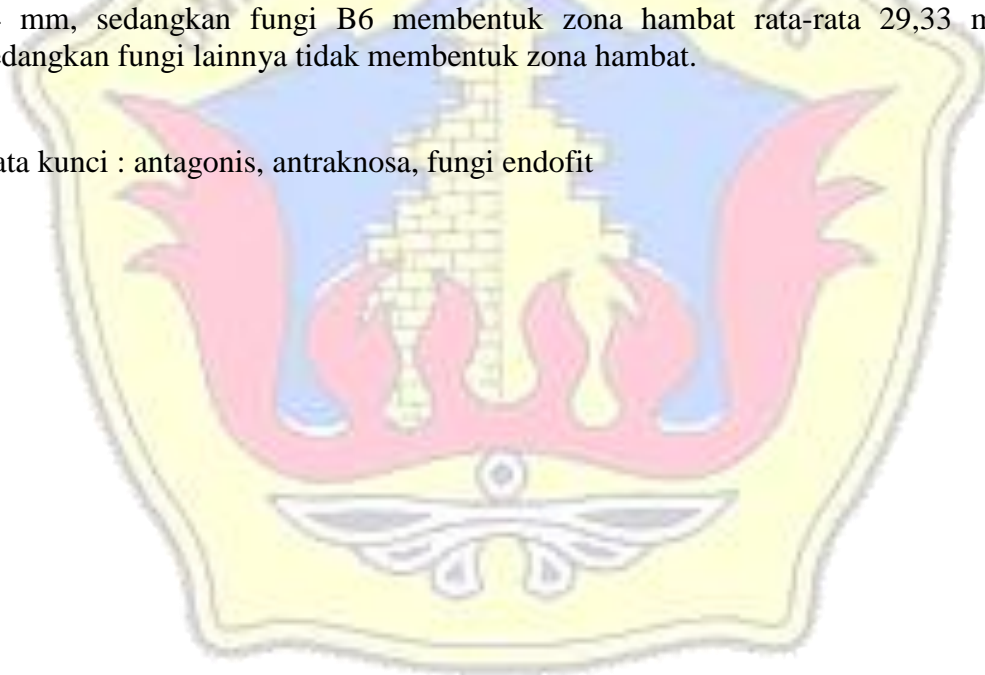 mm, sedangkan fungi B6 membentuk zona hambat rata-rata 29,33 m
edangkan fungi lainnya tidak membentuk zona hambat.
ata kunci : antagonis, antraknosa, fungi endofit